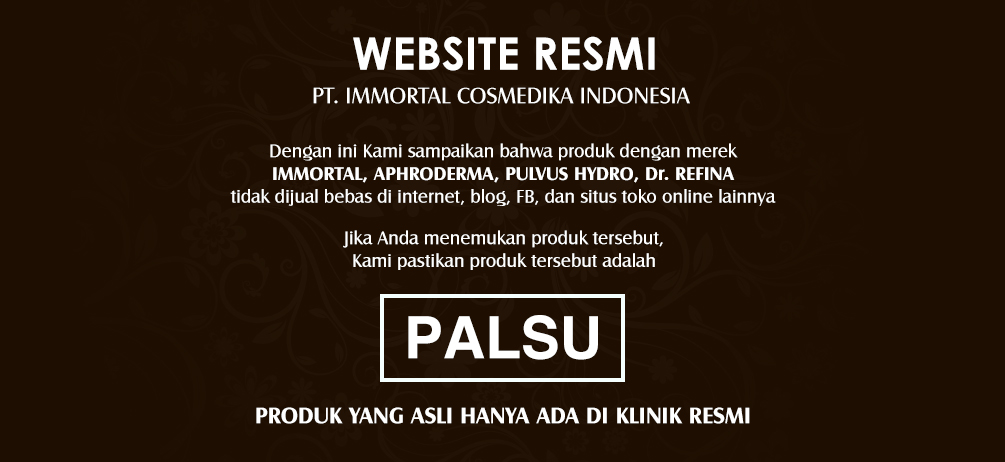 WEBSITE RESMI
PT. IMMORTAL COSMEDIKA INDONESIA
Dengan ini Kami sampaikan bahwa produk dengan merek
IMMORTAL, APHRODERMA, PULVUS HYDRO, Dr. REFINA
tidak dijual bebas di internet, blog, FB, dan situs toko online lainnya
Jika Anda menemukan produk tersebut,
Kami pastikan produk tersebut adalah
PALSU
PRODUK YANG ASLI HANYA ADA DI KLINIK RESMI